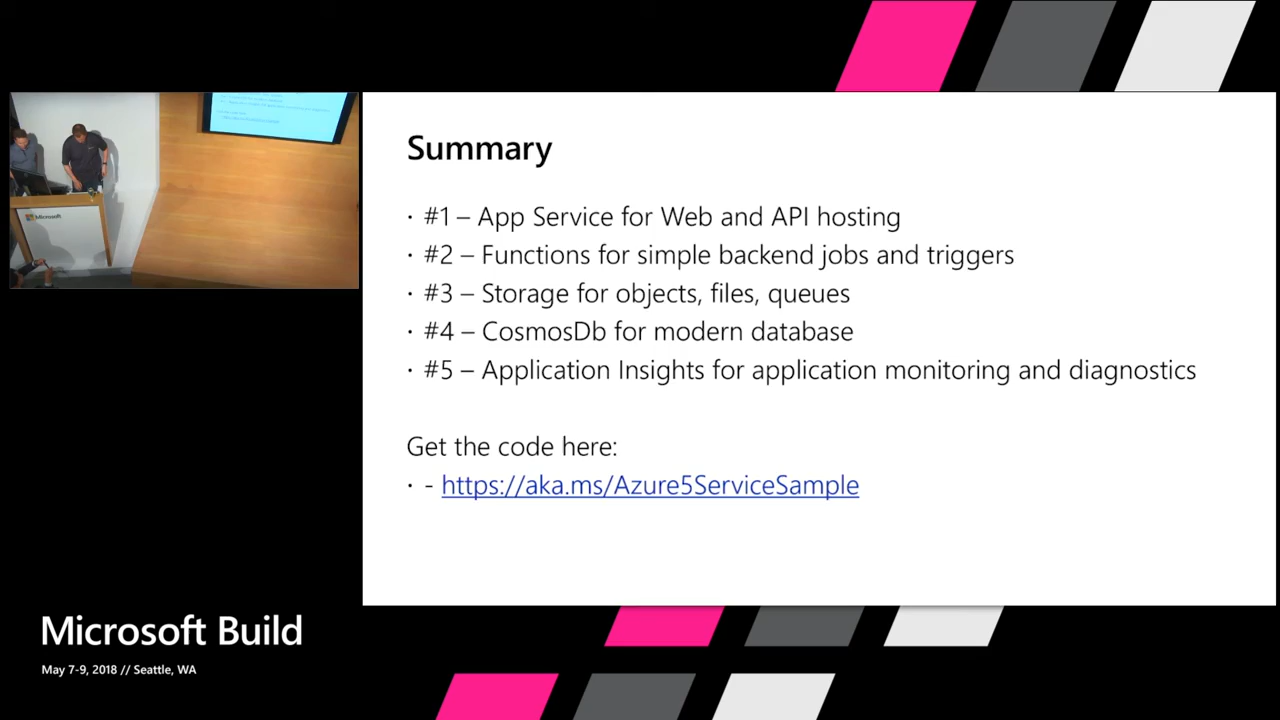 Summary
· #1 – App Service for Web and API hosting
· #2 – Functions for simple backend jobs and triggers
· #3 – Storage for objects, files, queues
· #4 – CosmosDb for modern database
· #5 – Application Insights for application monitoring and diagnostics
Get the code here:
· - https://aka.ms/Azure5ServiceSample
Microsoft
Microsoft Build
May 7-9, 2018 // Seattle, WA